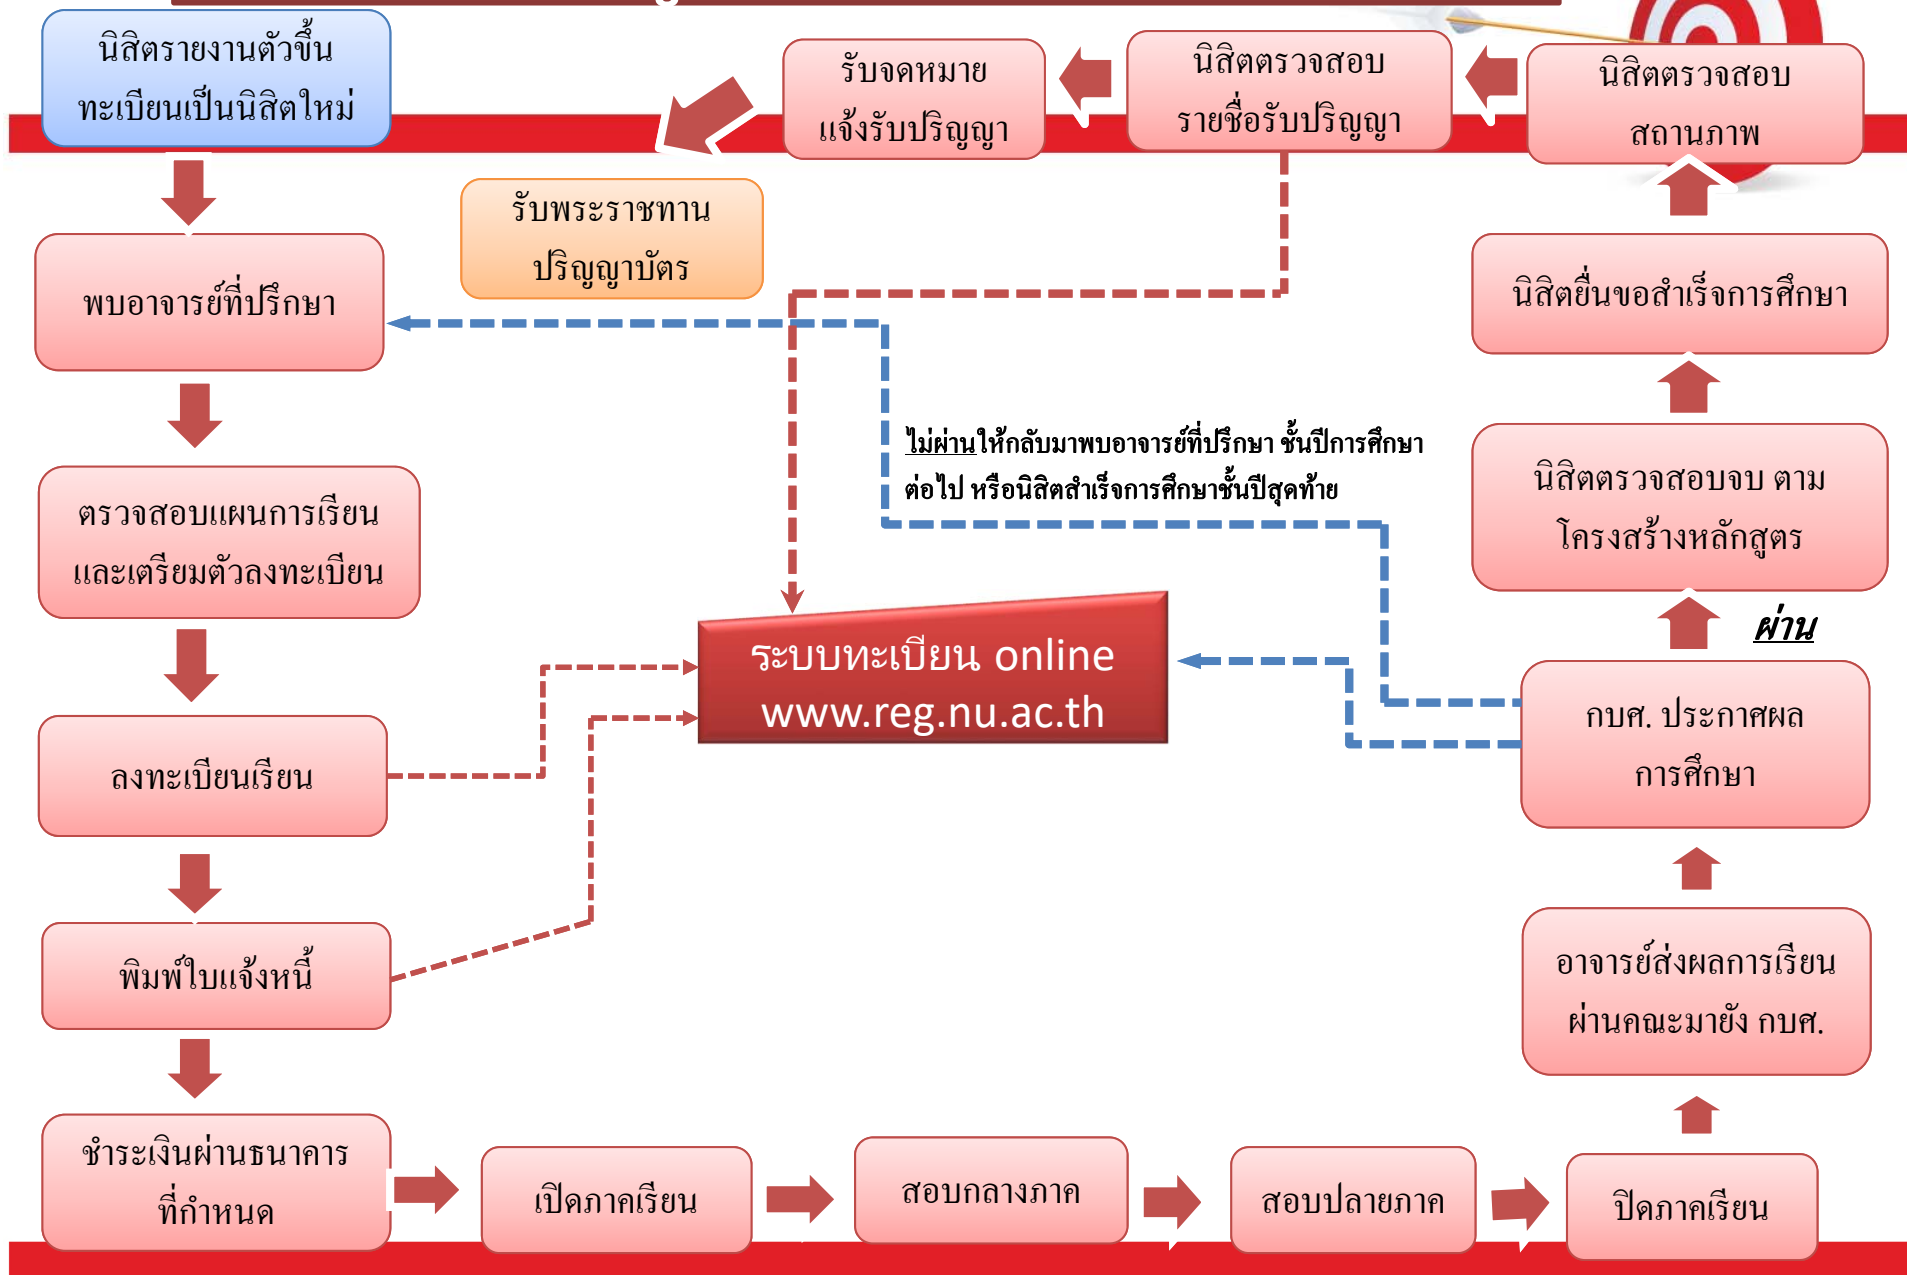 นิสิตรายงานตัวขึ้น
ทะเบียนเป็นนิสิตใหม่
พบอาจารย์ที่ปรึกษา
ตรวจสอบแผนการเรียน
และเตรียมตัวลงทะเบียน
ลงทะเบียนเรียน
พิมพ์ใบแจ้งหนี้
ชำระเงินผ่านธนาคาร
ที่กำหนด
เปิดภาคเรียน
สอบกลางภาค
สอบปลายภาค
ปิดภาคเรียน
อาจารย์ส่งผลการเรียน
ผ่านคณะมายัง กบศ.
กบศ. ประกาศผล
การศึกษา
ผ่าน
นิสิตตรวจสอบจบ ตาม
โครงสร้างหลักสูตร
นิสิตยื่นขอสำเร็จการศึกษา
นิสิตตรวจสอบ
สถานภาพ
นิสิตตรวจสอบ
รายชื่อรับปริญญา
รับจดหมาย
แจ้งรับปริญญา
รับพระราชทาน
ปริญญาบัตร
ไม่ผ่านให้กลับมาพบอาจารย์ที่ปรึกษา ชั้นปีการศึกษา
ต่อไป หรือนิสิตสำเร็จการศึกษาชั้นปีสุดท้าย
ระบบทะเบียน online
www.reg.nu.ac.th